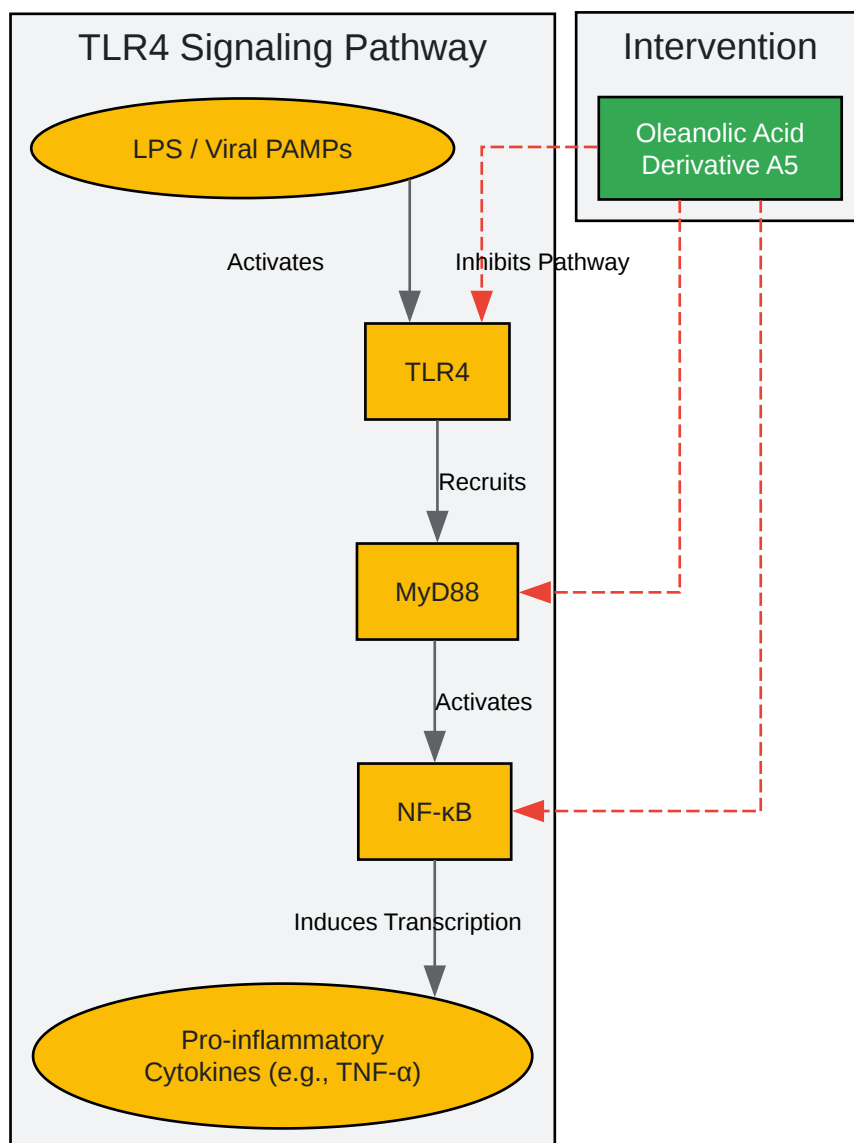 TLR4 Signaling Pathway
Intervention
LPS / Viral PAMPs
Oleanolic Acid
Derivative A5
Activates
Inhibits Pathway
TLR4
Recruits
MyD88
Activates
NF-κB
Induces Transcription
Pro-inflammatory
Cytokines (e.g., TNF-α)